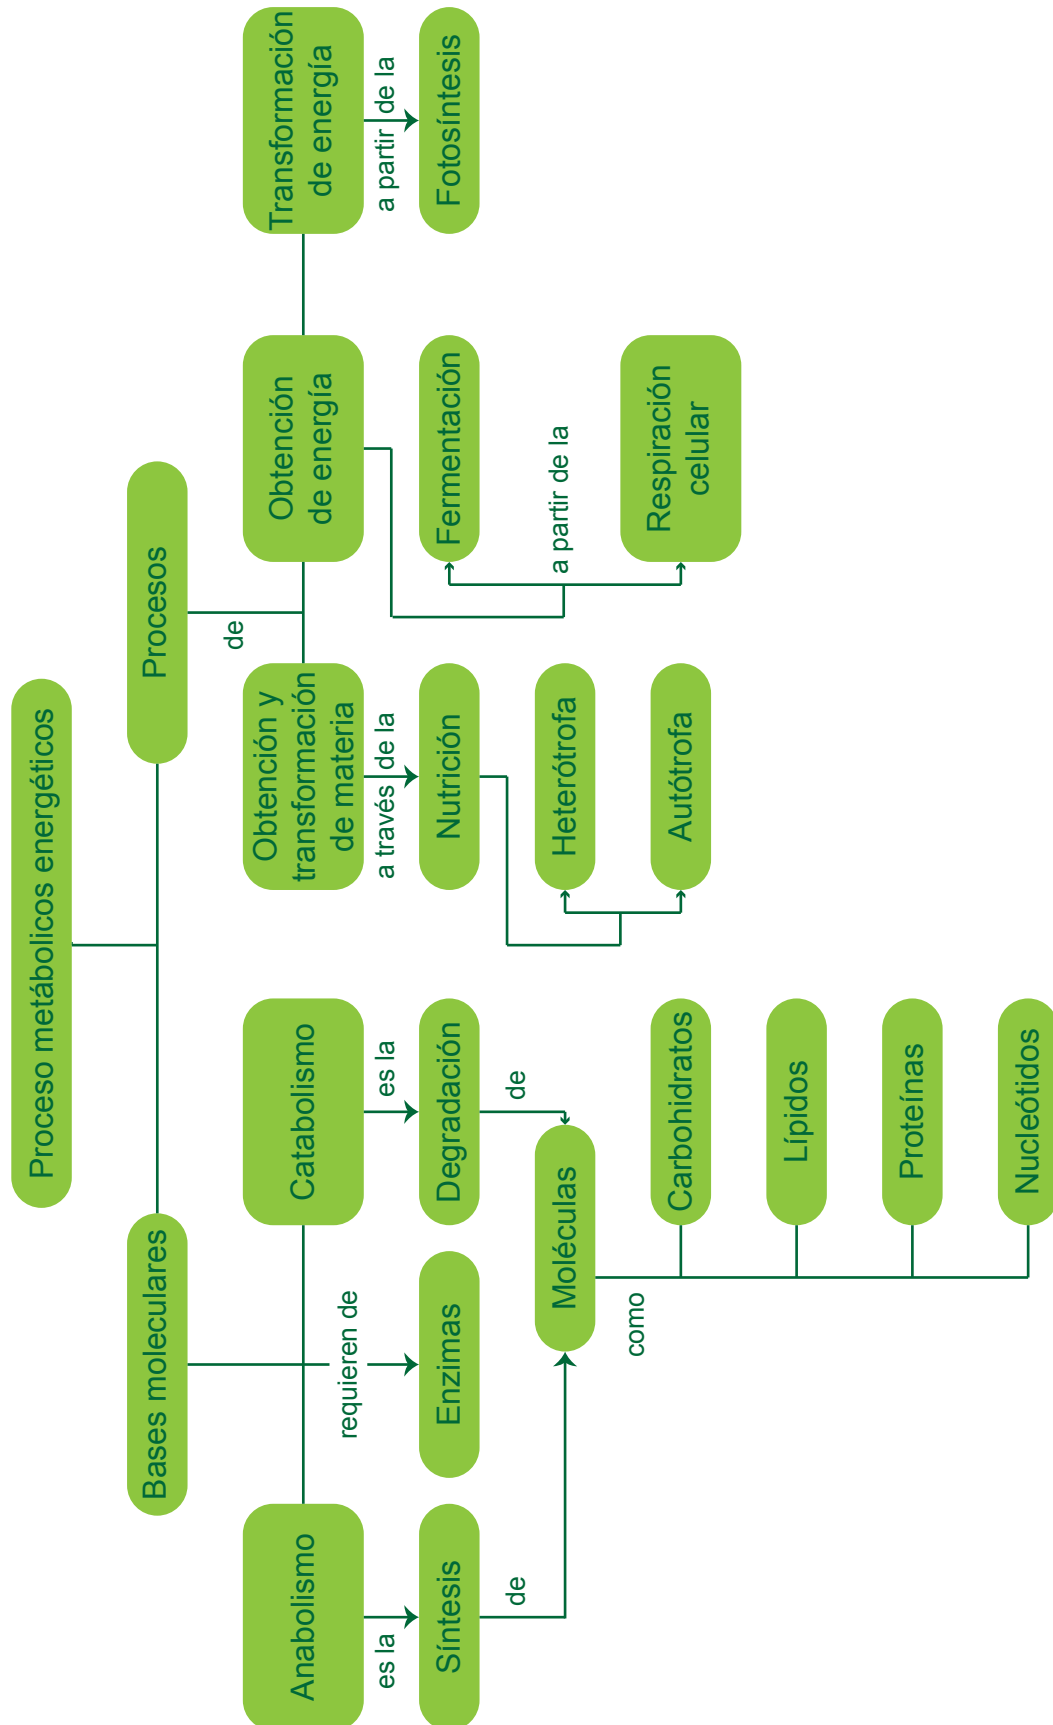 Proceso metábolicos energéticos
Bases moleculares
Procesos
de
Anabolismo
Catabolismo
Obtención y
transformación
de materia
Obtención
de energía
Transformación
de energía
es la
requieren de
es la
a través de la
a partir de la
Síntesis
Enzimas
Degradación
Nutrición
Fermentación
Fotosíntesis
de
de
a partir de la
Moléculas
Heterótrofa
como
Carbohidratos
Autótrofa
Respiración
celular
Lípidos
Proteínas
Nucleótidos